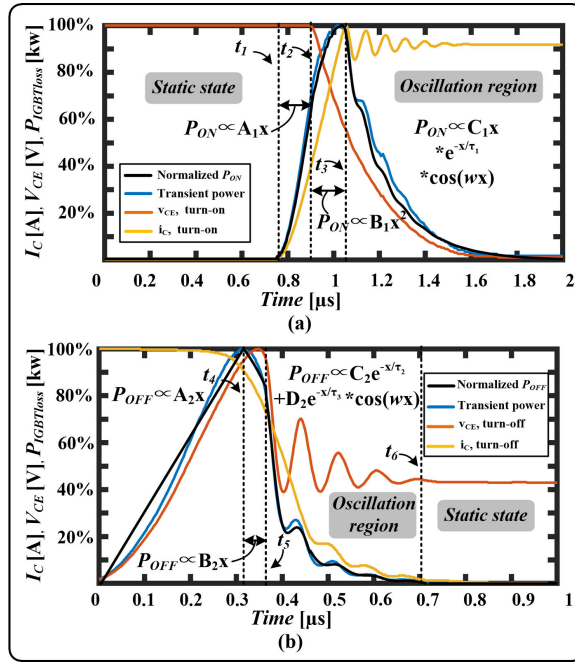 (a)
I_C [A], V_CE [V], P_IGBTloss [kw]
100%
80%
60%
40%
20%
t₁
t₂
Static state
Oscillation region
P_ON∝A₁x
P_ON∝C₁x
*e^(-x/τ₁)
*cos(wx)
t₃
P_ON∝B₁x²
Normalized P_ON
Transient power
v_CE, turn-on
i_C, turn-on
0
0.2
0.4
0.6
0.8
1
1.2
1.4
1.6
1.8
2
Time [µs]
(a)
I_C [A], V_CE [V], P_IGBTloss [kw]
100%
80%
60%
40%
20%
P_OFF∝A₂x
t₄
P_OFF∝C₂e^(-x/τ₂)
+D₂e^(-x/τ₃)*cos(wx)
Normalized P_OFF
Transient power
v_CE, turn-off
i_C, turn-off
t₆
Oscillation
region
Static state
P_OFF∝B₂x
t₅
0
0.1
0.2
0.3
0.4
0.5
0.6
0.7
0.8
0.9
1
Time [µs]
(b)